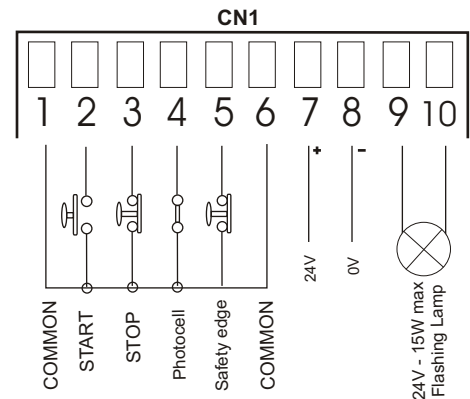 CN1
1 2 3 4 5 6 7 8 9 10
+ -
COMMON
START
STOP
Photocell
Safety edge
COMMON
24V
0V
24V - 15W max
Flashing Lamp